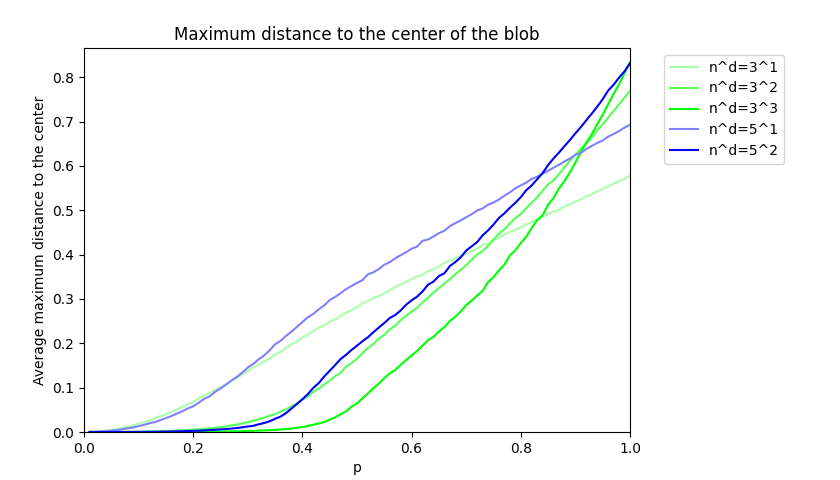 Maximum distance to the center of the blob
Average maximum distance to the center
0.8
0.7
0.6
0.5
0.4
0.3
0.2
0.1
0.0
0.0 0.2 0.4 0.6 0.8 1.0
p
n^d=3^1
n^d=3^2
n^d=3^3
n^d=5^1
n^d=5^2